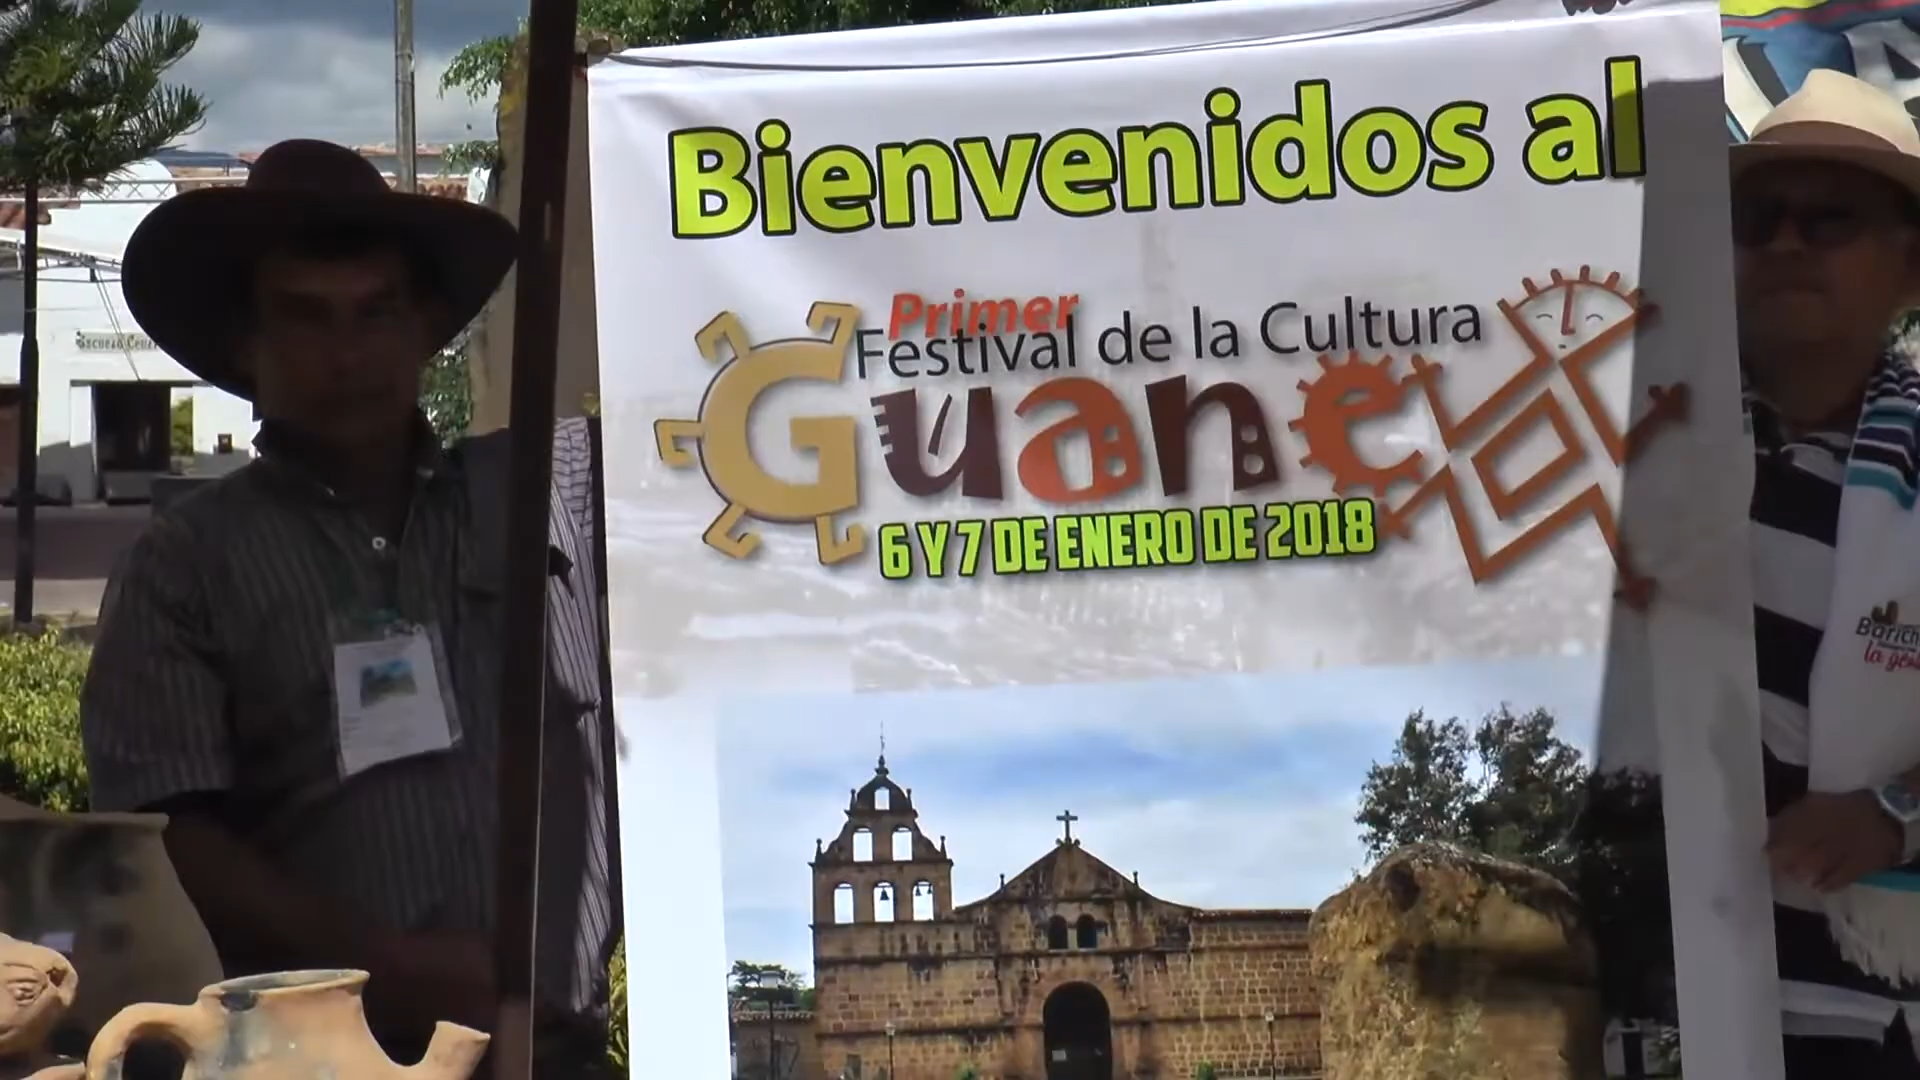 Bienvenidos al
Primer
Festival de la Cultura
Guane
6 Y 7 DE ENERO DE 2018